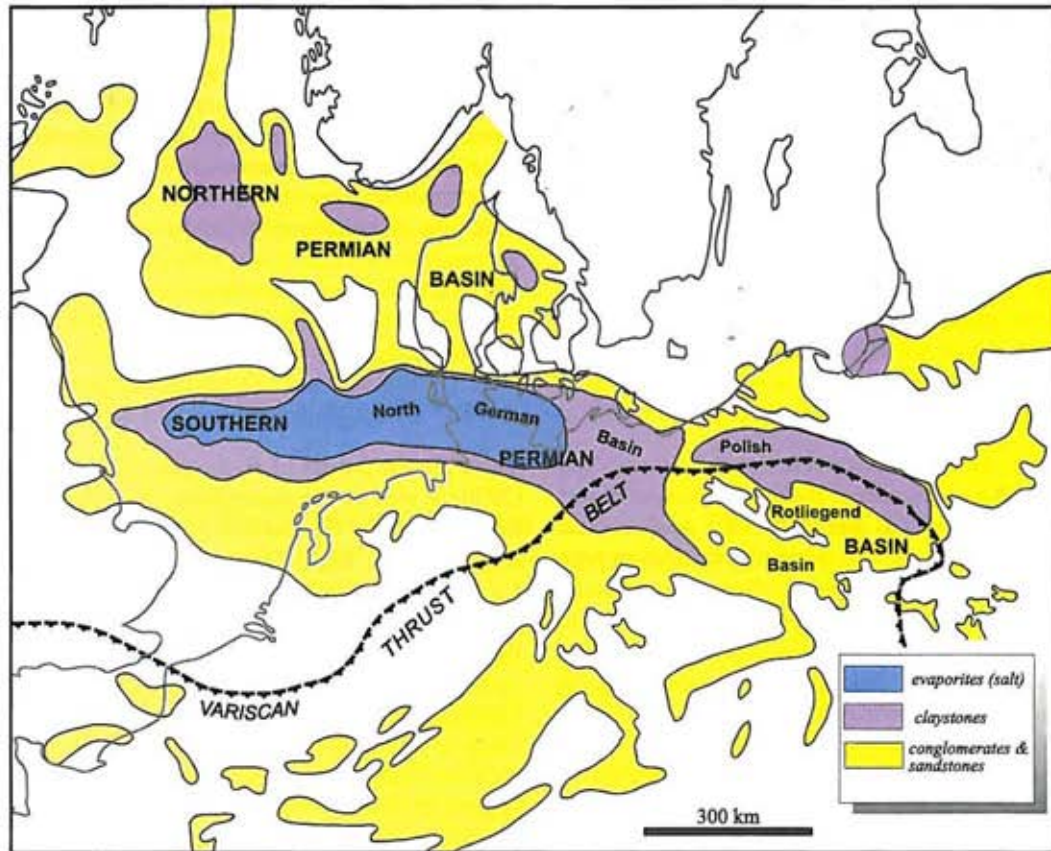 NORTHERN
PERMIAN
BASIN
SOUTHERN
North
German
PERMIAN
Basin
Polish
BELT
Rotliegend
BASIN
Basin
THRUST
VARISCAN
evaporites (salt)
claystones
conglomerates &
sandstones
300 km